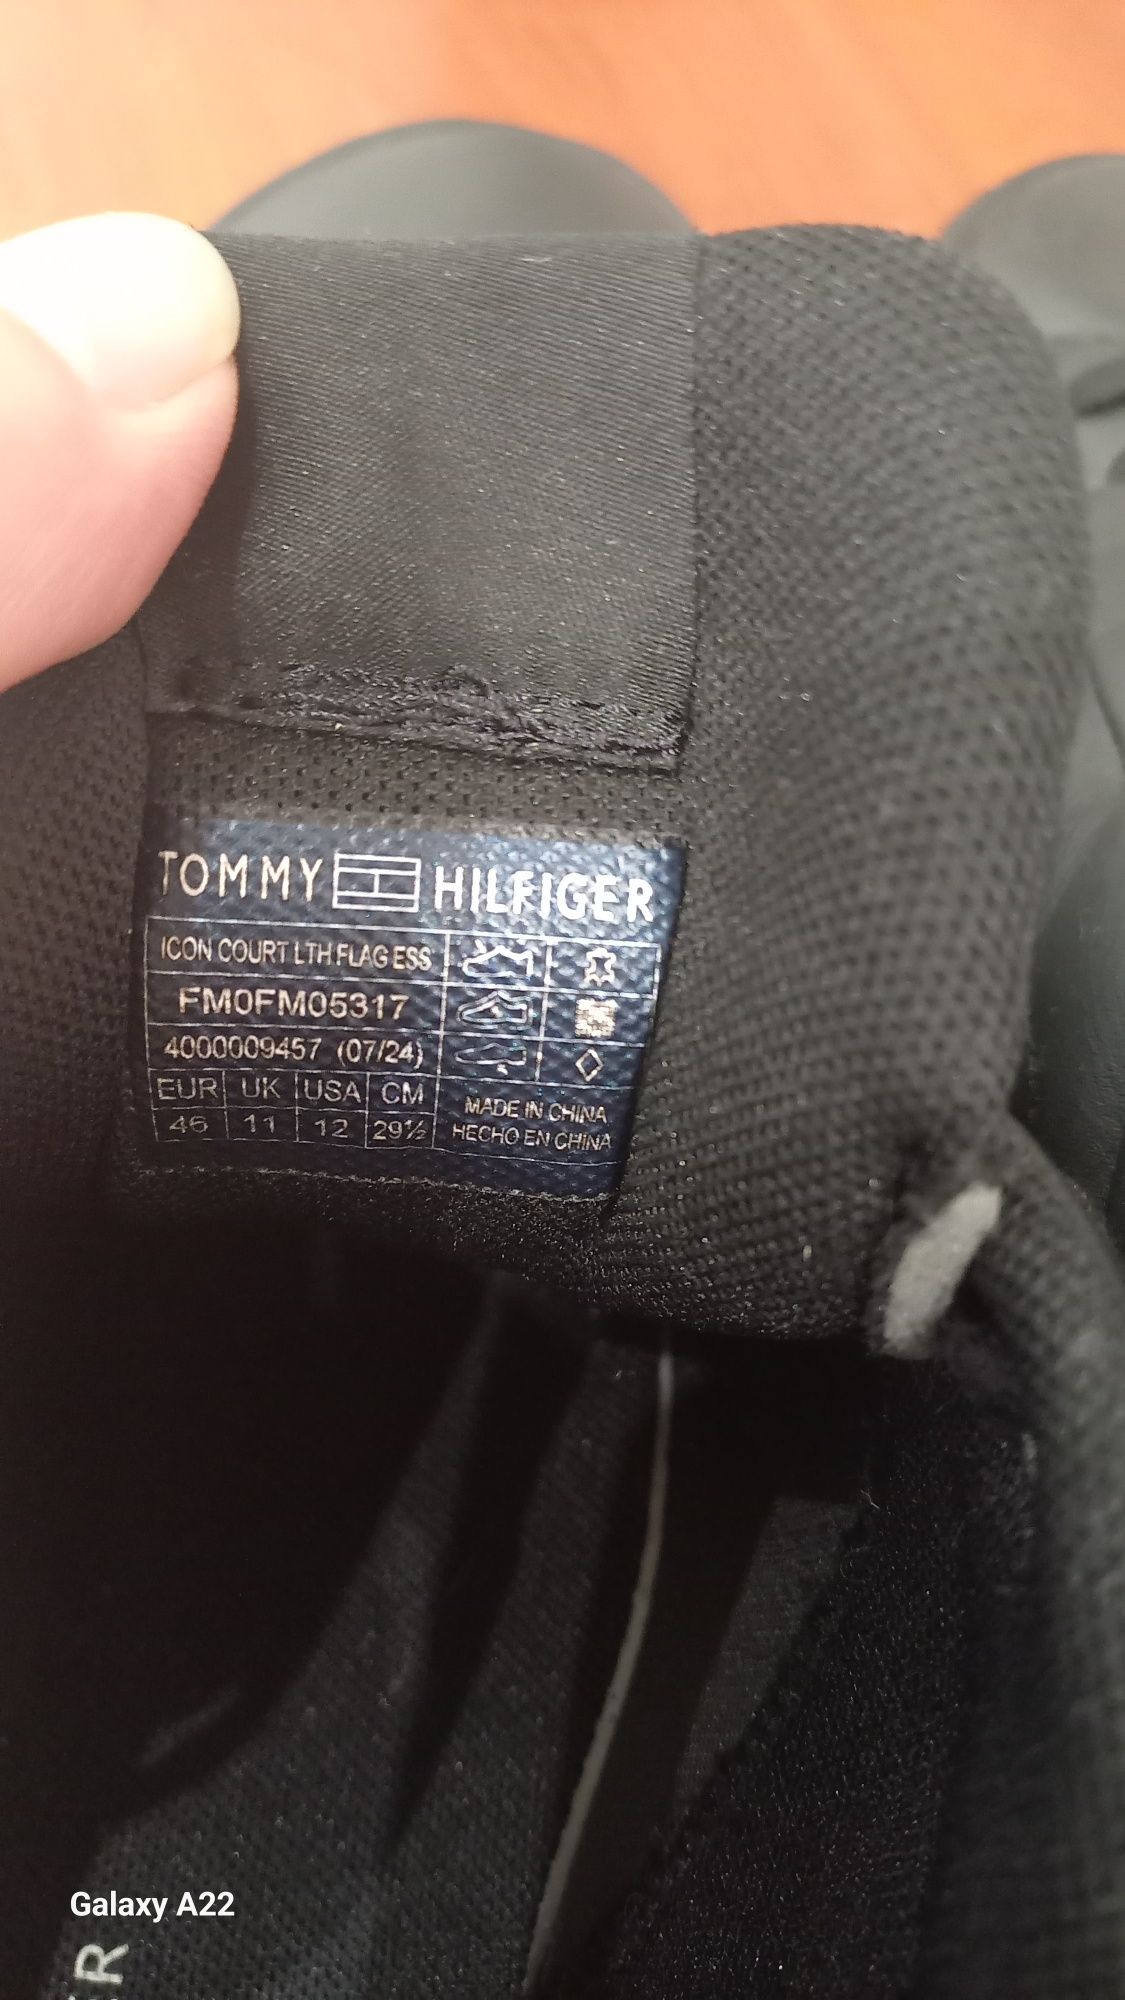 TOMMY HILFIGER
ICON COURT LTH FLAG ESS
FM0FM05317
4000009457 (07/24)
EUR UK USA CM
46 11 12 29½
MADE IN CHINA
HECHO EN CHINA
Galaxy A22
ER